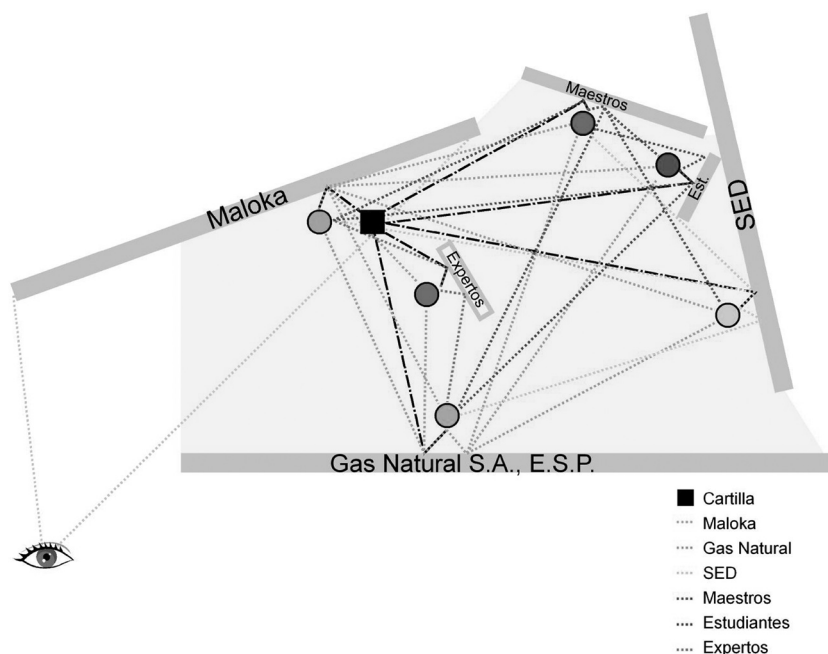 Maestros
Maloka
Est.
SED
Expertos
Gas Natural S.A., E.S.P.
Cartilla
Maloka
Gas Natural
SED
Maestros
Estudiantes
Expertos